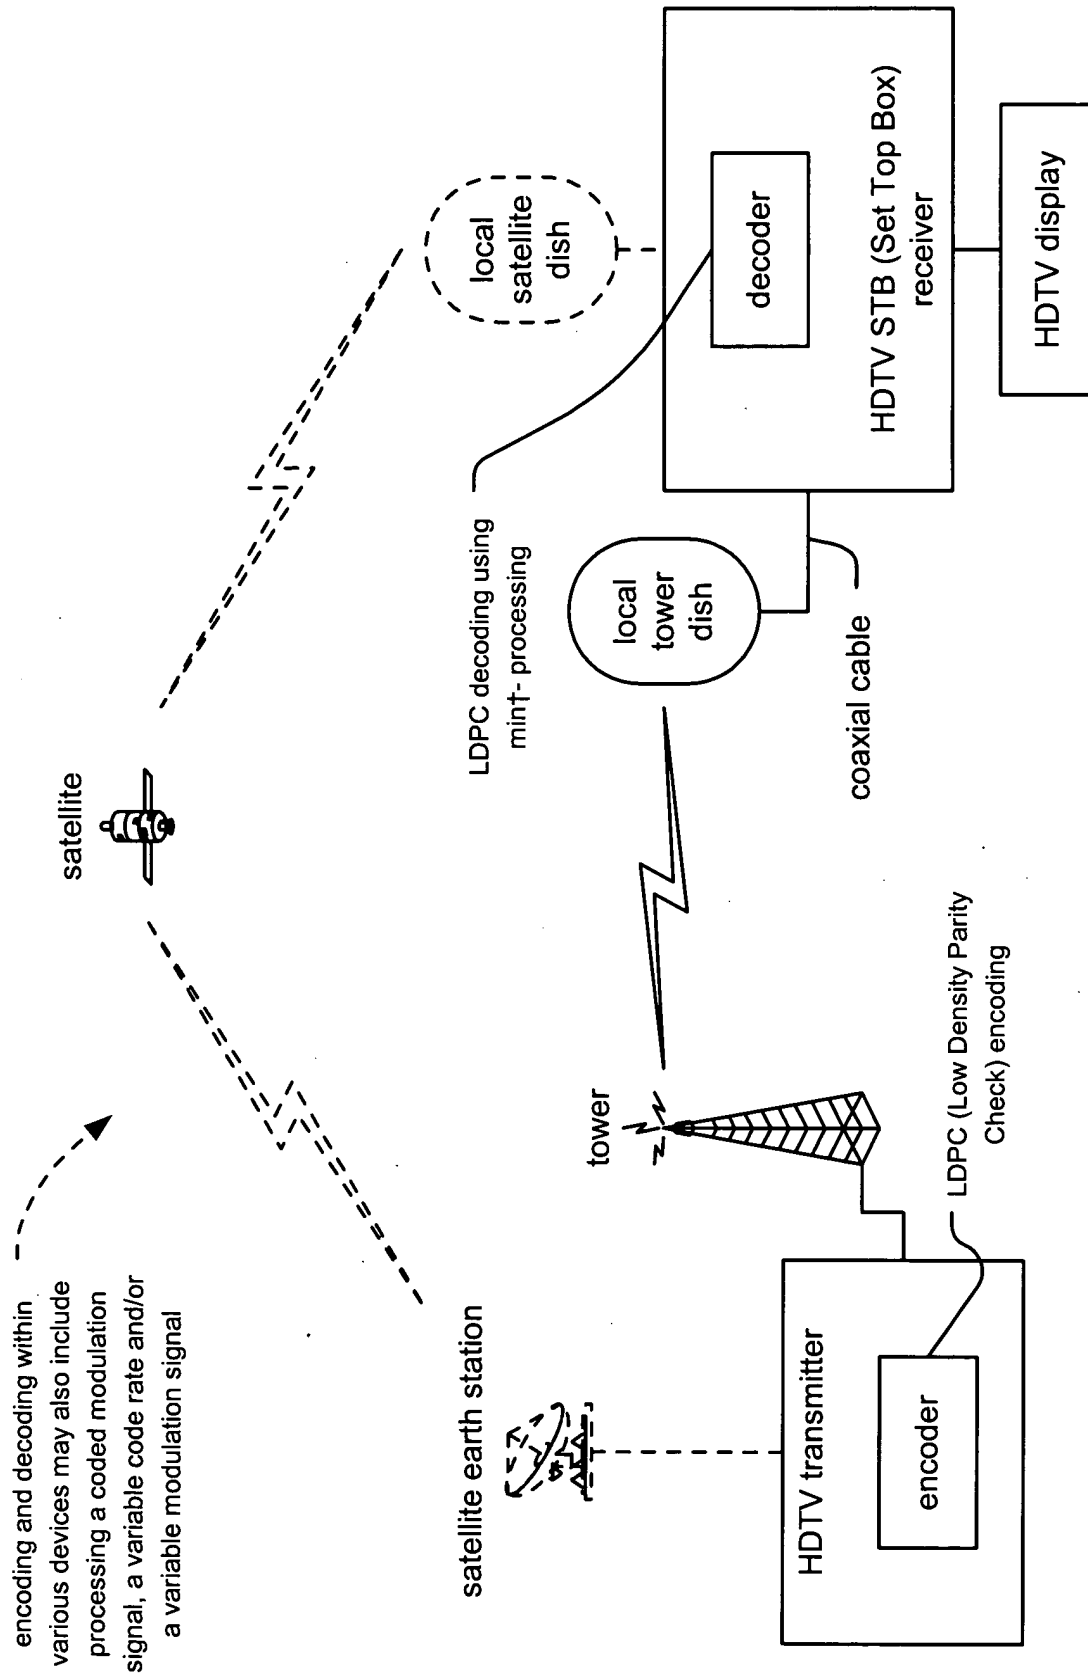 encoding and decoding within
various devices may also include
processing a coded modulation
signal, a variable code rate and/or
a variable modulation signal
satellite
satellite earth station
local
satellite
dish
LDPC decoding using
min†- processing
tower
local
tower
dish
coaxial cable
HDTV transmitter
encoder
LDPC (Low Density Parity
Check) encoding
decoder
HDTV STB (Set Top Box)
receiver
HDTV display